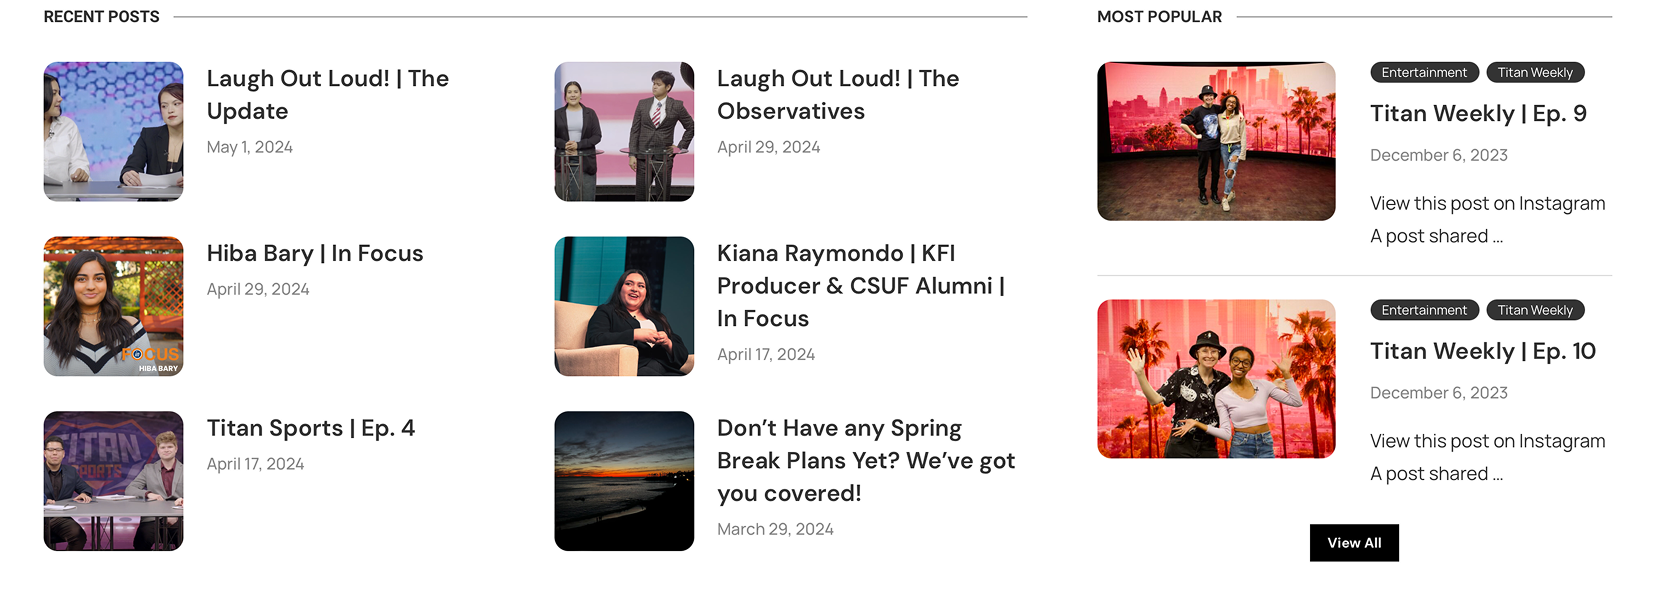 RECENT POSTS
Laugh Out Loud! | The
Update
May 1, 2024
Laugh Out Loud! | The
Observatives
April 29, 2024
FOCUS
HIBA BARY
Hiba Bary | In Focus
April 29, 2024
Kiana Raymondo | KFI
Producer & CSUF Alumni |
In Focus
April 17, 2024
TITAN
SPORTS
Titan Sports | Ep. 4
April 17, 2024
Don’t Have any Spring
Break Plans Yet? We’ve got
you covered!
March 29, 2024
MOST POPULAR
Entertainment Titan Weekly
Titan Weekly | Ep. 9
December 6, 2023
View this post on Instagram
A post shared ...
Entertainment Titan Weekly
Titan Weekly | Ep. 10
December 6, 2023
View this post on Instagram
A post shared ...
View All